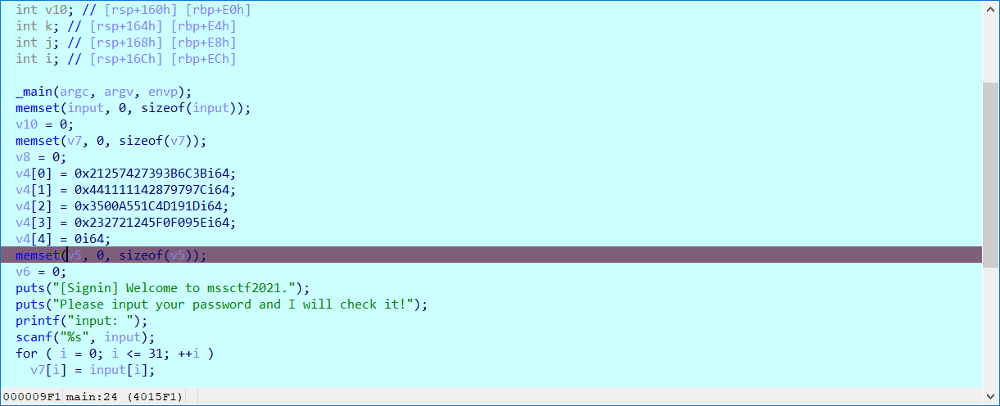 int v10; // [rsp+160h] [rbp+E0h]
int k; // [rsp+164h] [rbp+E4h]
int j; // [rsp+168h] [rbp+E8h]
int i; // [rsp+16Ch] [rbp+ECh]
_main(argc, argv, envp);
memset(input, 0, sizeof(input));
v10 = 0;
memset(v7, 0, sizeof(v7));
v8 = 0;
v4[0] = 0x21257427393B6C3Bi64;
v4[1] = 0x441111142879797Ci64;
v4[2] = 0x3500A551C4D191Di64;
v4[3] = 0x232721245F0F095Ei64;
v4[4] = 0i64;
memset(v5, 0, sizeof(v5));
v6 = 0;
puts("[Signin] Welcome to mssctf2021.");
puts("Please input your password and I will check it!");
printf("input: ");
scanf("%s", input);
for ( i = 0; i <= 31; ++i )
v7[i] = input[i];
000009F1 main:24 (4015F1)